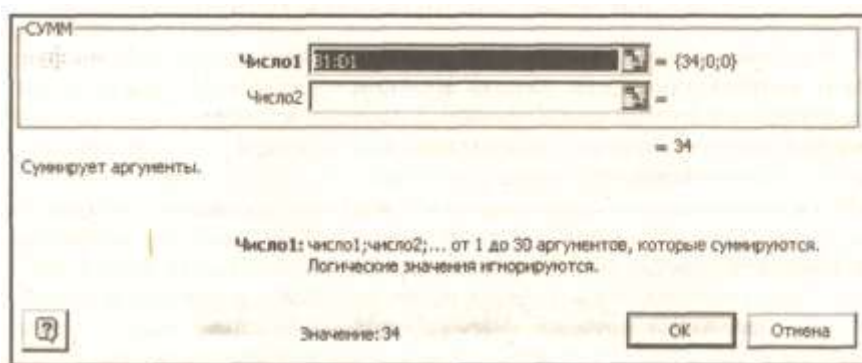 СУММ
Число1 B1:D1 = {34;0;0}
Число2 =
= 34
Суммирует аргументы.
Число1: число1;число2;... от 1 до 30 аргументов, которые суммируются.
Логические значения игнорируются.
Значение:34
ОК
Отмена